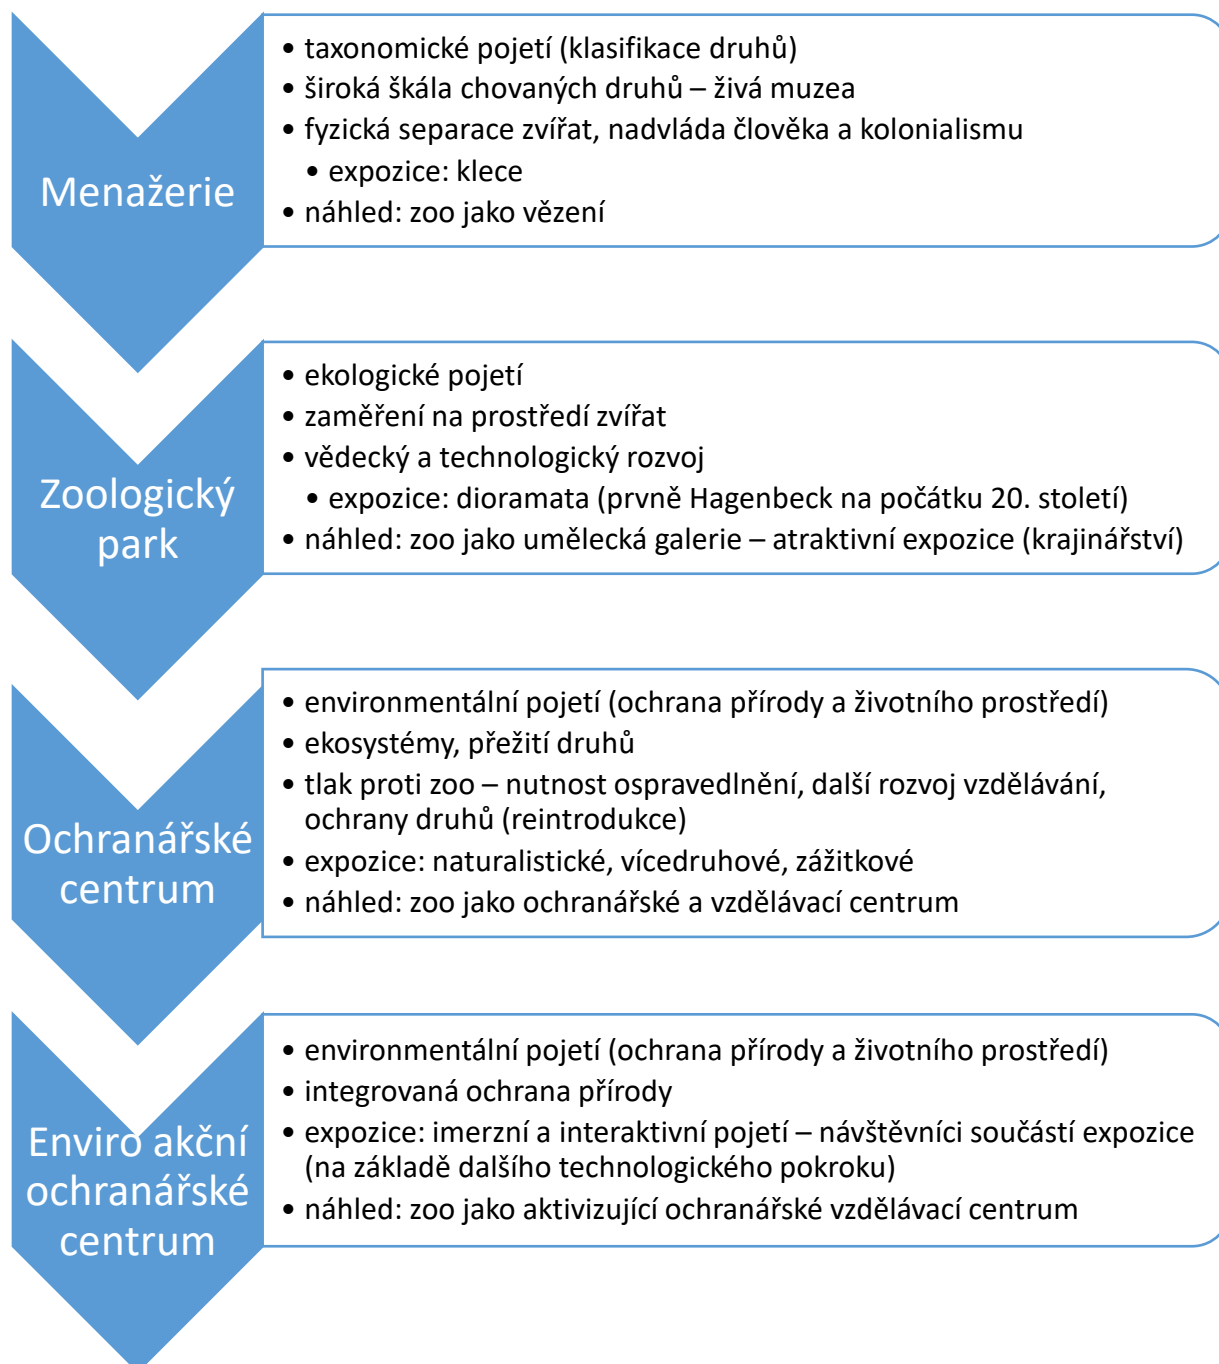 Menažerie
• taxonomické pojetí (klasifikace druhů)
• široká škála chovaných druhů – živá muzea
• fyzická separace zvířat, nadvláda člověka a kolonialismu
• expozice: klece
• náhled: zoo jako vězení
Zoologický
park
• ekologické pojetí
• zaměření na prostředí zvířat
• vědecký a technologický rozvoj
• expozice: dioramata (prvně Hagenbeck na počátku 20. století)
• náhled: zoo jako umělecká galerie – atraktivní expozice (krajinářství)
Ochranářské
centrum
• environmentální pojetí (ochrana přírody a životního prostředí)
• ekosystémy, přežití druhů
• tlak proti zoo – nutnost ospravedlnění, další rozvoj vzdělávání,
ochrany druhů (reintrodukce)
• expozice: naturalistické, vícedruhové, zážitkové
• náhled: zoo jako ochranářské a vzdělávací centrum
Enviro akční
ochranářské
centrum
• environmentální pojetí (ochrana přírody a životního prostředí)
• integrovaná ochrana přírody
• expozice: imerzní a interaktivní pojetí – návštěvníci součástí expozice
(na základě dalšího technologického pokroku)
• náhled: zoo jako aktivizující ochranářské vzdělávací centrum